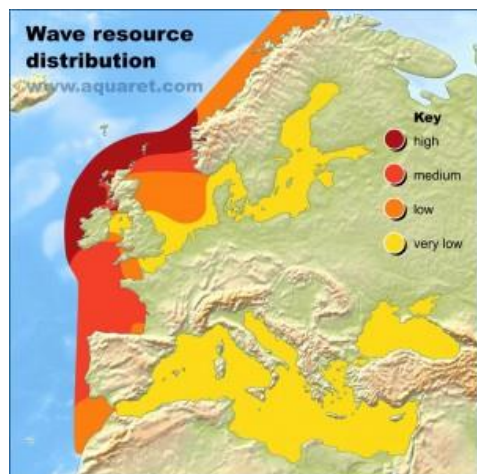 Wave resource
distribution
©www.aquaret.com
Key
high
medium
low
very low